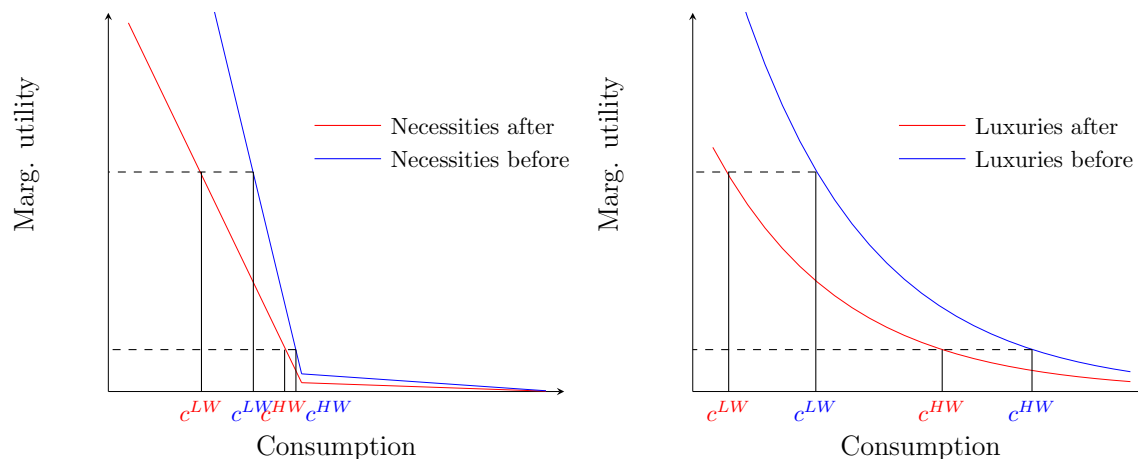 Marg. utility
Necessities after
Necessities before
c^{LW} c^{LW} c^{HW} c^{HW}
Consumption
Marg. utility
Luxuries after
Luxuries before
c^{LW} c^{LW} c^{HW} c^{HW}
Consumption